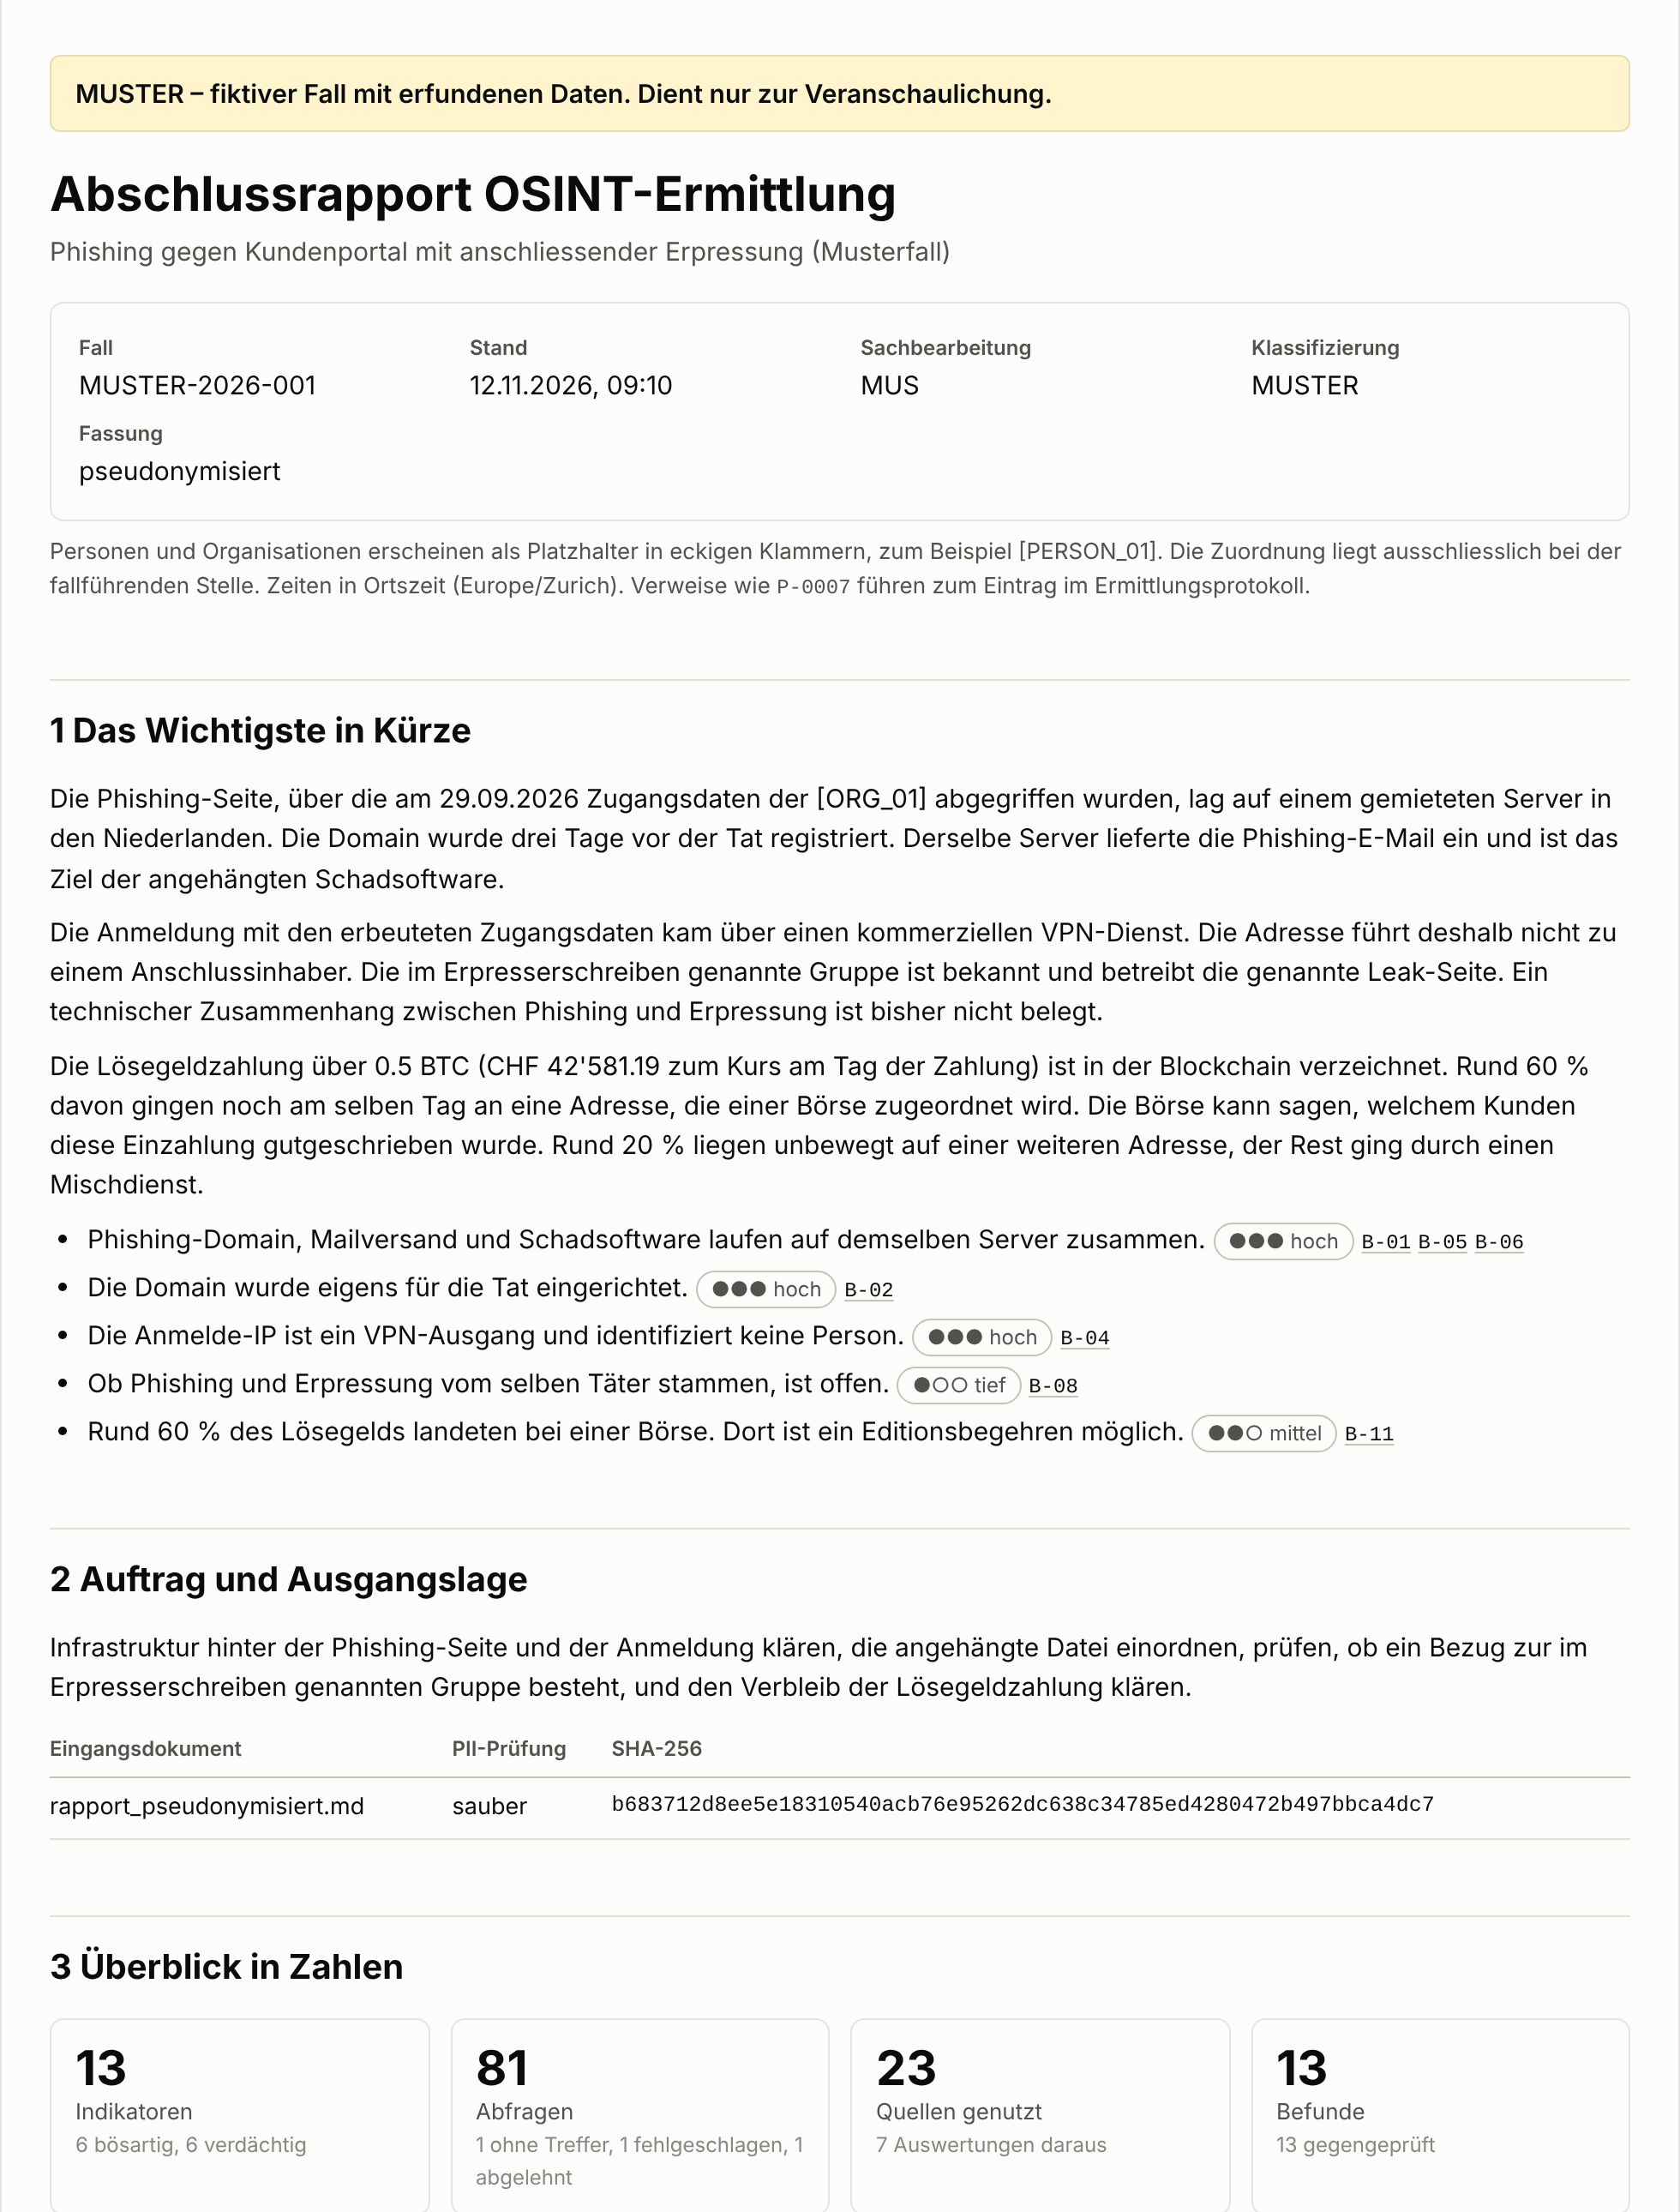 MUSTER – fiktiver Fall mit erfundenen Daten. Dient nur zur Veranschaulichung.
Abschlussrapport OSINT-Ermittlung
Phishing gegen Kundenportal mit anschliessender Erpressung (Musterfall)
Fall Stand Sachbearbeitung Klassifizierung
MUSTER-2026-001 12.11.2026, 09:10 MUS MUSTER
Fassung
pseudonymisiert
Personen und Organisationen erscheinen als Platzhalter in eckigen Klammern, zum Beispiel [PERSON_01]. Die Zuordnung liegt ausschliesslich bei der
fallführenden Stelle. Zeiten in Ortszeit (Europe/Zurich). Verweise wie P-0007 führen zum Eintrag im Ermittlungsprotokoll.
1 Das Wichtigste in Kürze
Die Phishing-Seite, über die am 29.09.2026 Zugangsdaten der [ORG_01] abgegriffen wurden, lag auf einem gemieteten Server in
den Niederlanden. Die Domain wurde drei Tage vor der Tat registriert. Derselbe Server lieferte die Phishing-E-Mail ein und ist das
Ziel der angehängten Schadsoftware.
Die Anmeldung mit den erbeuteten Zugangsdaten kam über einen kommerziellen VPN-Dienst. Die Adresse führt deshalb nicht zu
einem Anschlussinhaber. Die im Erpresserschreiben genannte Gruppe ist bekannt und betreibt die genannte Leak-Seite. Ein
technischer Zusammenhang zwischen Phishing und Erpressung ist bisher nicht belegt.
Die Lösegeldzahlung über 0.5 BTC (CHF 42'581.19 zum Kurs am Tag der Zahlung) ist in der Blockchain verzeichnet. Rund 60 %
davon gingen noch am selben Tag an eine Adresse, die einer Börse zugeordnet wird. Die Börse kann sagen, welchem Kunden
diese Einzahlung gutgeschrieben wurde. Rund 20 % liegen unbewegt auf einer weiteren Adresse, der Rest ging durch einen
Mischdienst.
• Phishing-Domain, Mailversand und Schadsoftware laufen auf demselben Server zusammen. ●●● hoch B-01 B-05 B-06
• Die Domain wurde eigens für die Tat eingerichtet. ●●● hoch B-02
• Die Anmelde-IP ist ein VPN-Ausgang und identifiziert keine Person. ●●● hoch B-04
• Ob Phishing und Erpressung vom selben Täter stammen, ist offen. ●○○ tief B-08
• Rund 60 % des Lösegelds landeten bei einer Börse. Dort ist ein Editionsbegehren möglich. ●●○ mittel B-11
2 Auftrag und Ausgangslage
Infrastruktur hinter der Phishing-Seite und der Anmeldung klären, die angehängte Datei einordnen, prüfen, ob ein Bezug zur im
Erpresserschreiben genannten Gruppe besteht, und den Verbleib der Lösegeldzahlung klären.
Eingangsdokument PII-Prüfung SHA-256
rapport_pseudonymisiert.md sauber b683712d8ee5e18310540acb76e95262dc638c34785ed4280472b497bbca4dc7
3 Überblick in Zahlen
13 81 23 13
Indikatoren Abfragen Quellen genutzt Befunde
6 bösartig, 6 verdächtig 1 ohne Treffer, 1 fehlgeschlagen, 1 7 Auswertungen daraus 13 gegengeprüft
abgelehnt